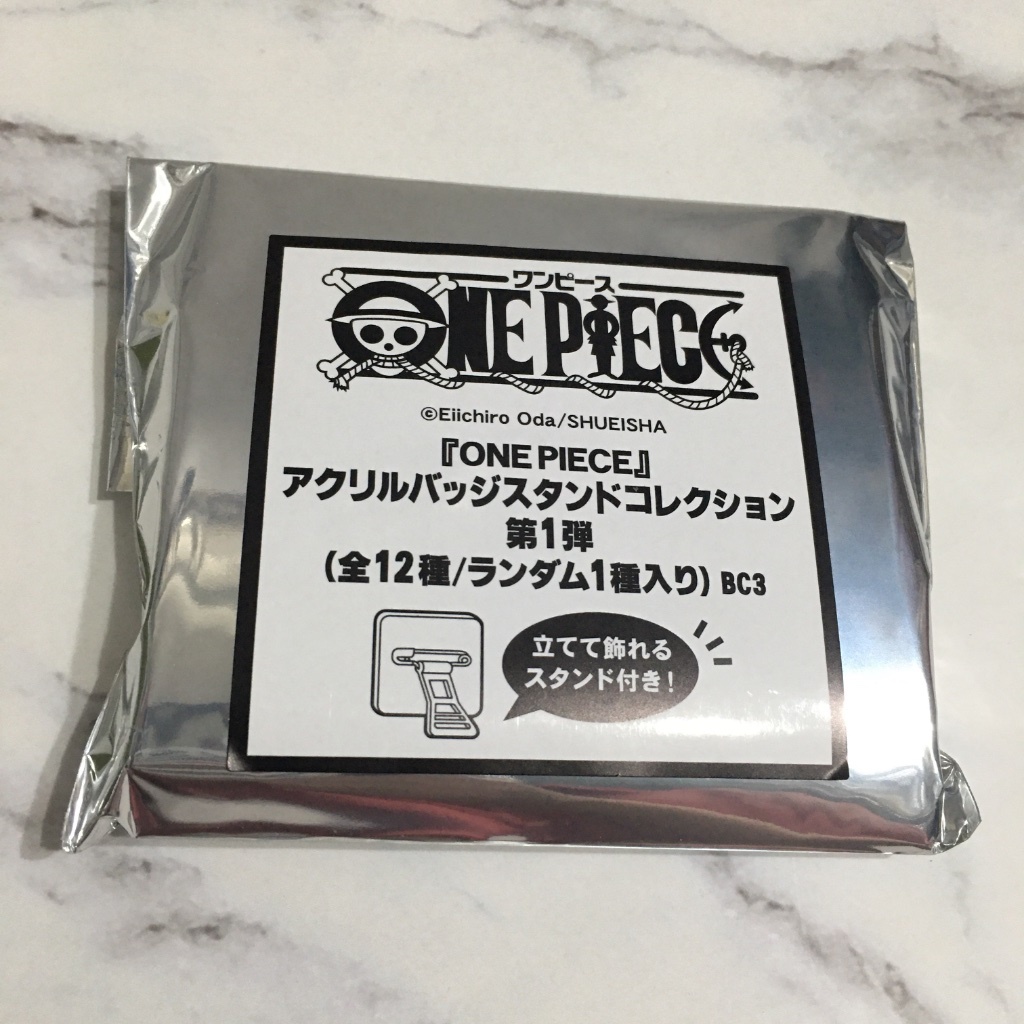 ワンピース
ONE PIECE
©Eiichiro Oda/SHUEISHA
『ONE PIECE』
アクリルバッジスタンドコレクション
第1弾
(全12種/ランダム1種入り) BC3
立てて飾れる
スタンド付き!